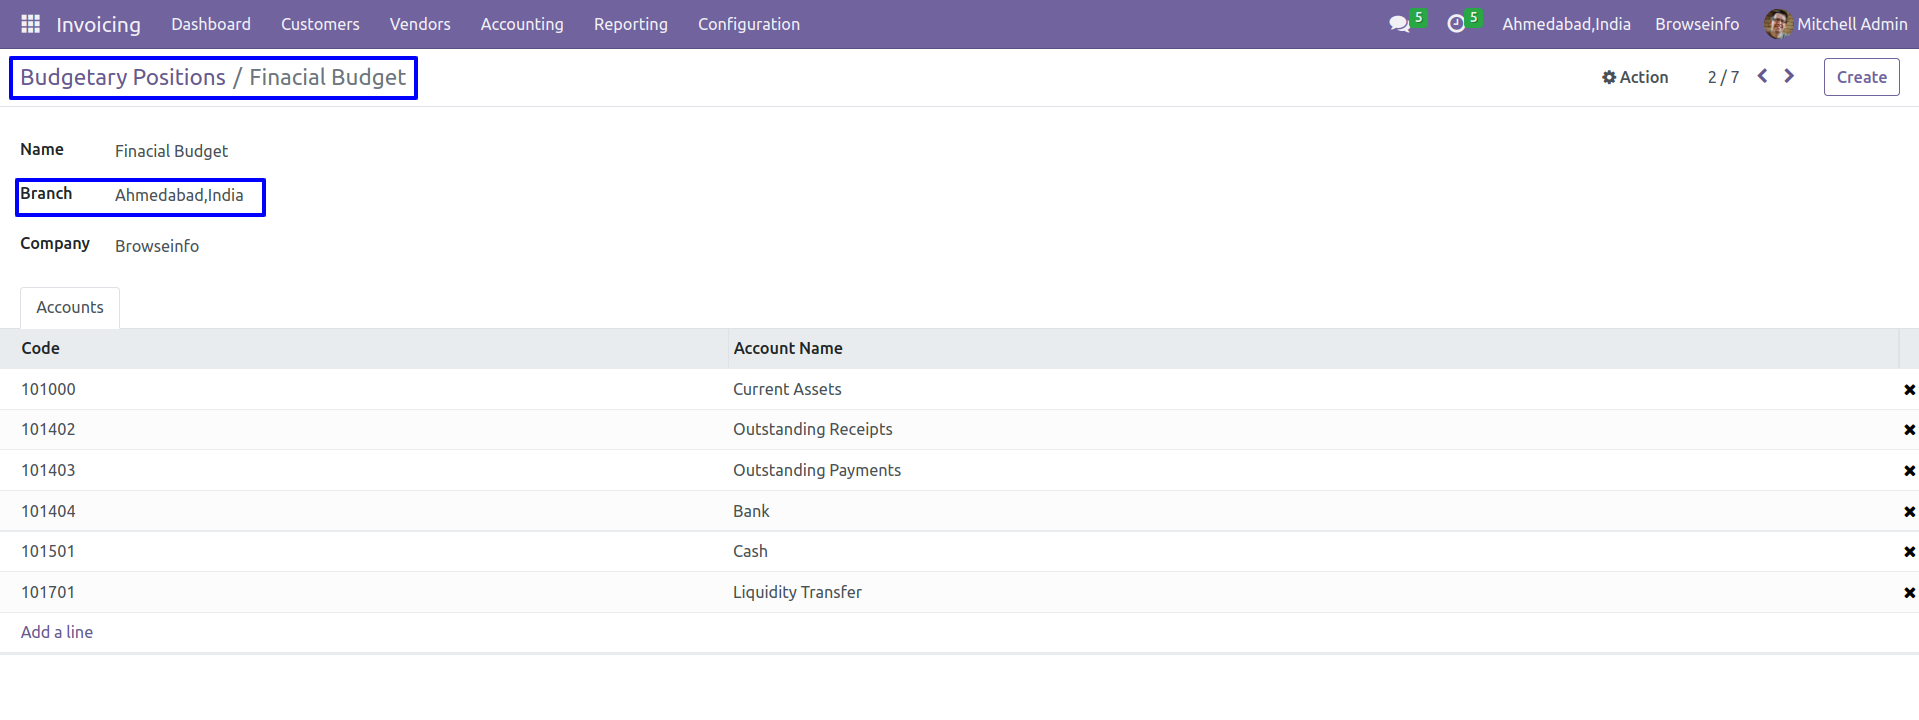 Invoicing Dashboard Customers Vendors Accounting Reporting Configuration 5 5 Ahmedabad,India Browseinfo Mitchell Admin
Budgetary Positions / Finacial Budget Action 2 / 7 Create
Name Finacial Budget
Branch Ahmedabad,India
Company Browseinfo
Accounts
Code Account Name
101000 Current Assets
101402 Outstanding Receipts
101403 Outstanding Payments
101404 Bank
101501 Cash
101701 Liquidity Transfer
Add a line